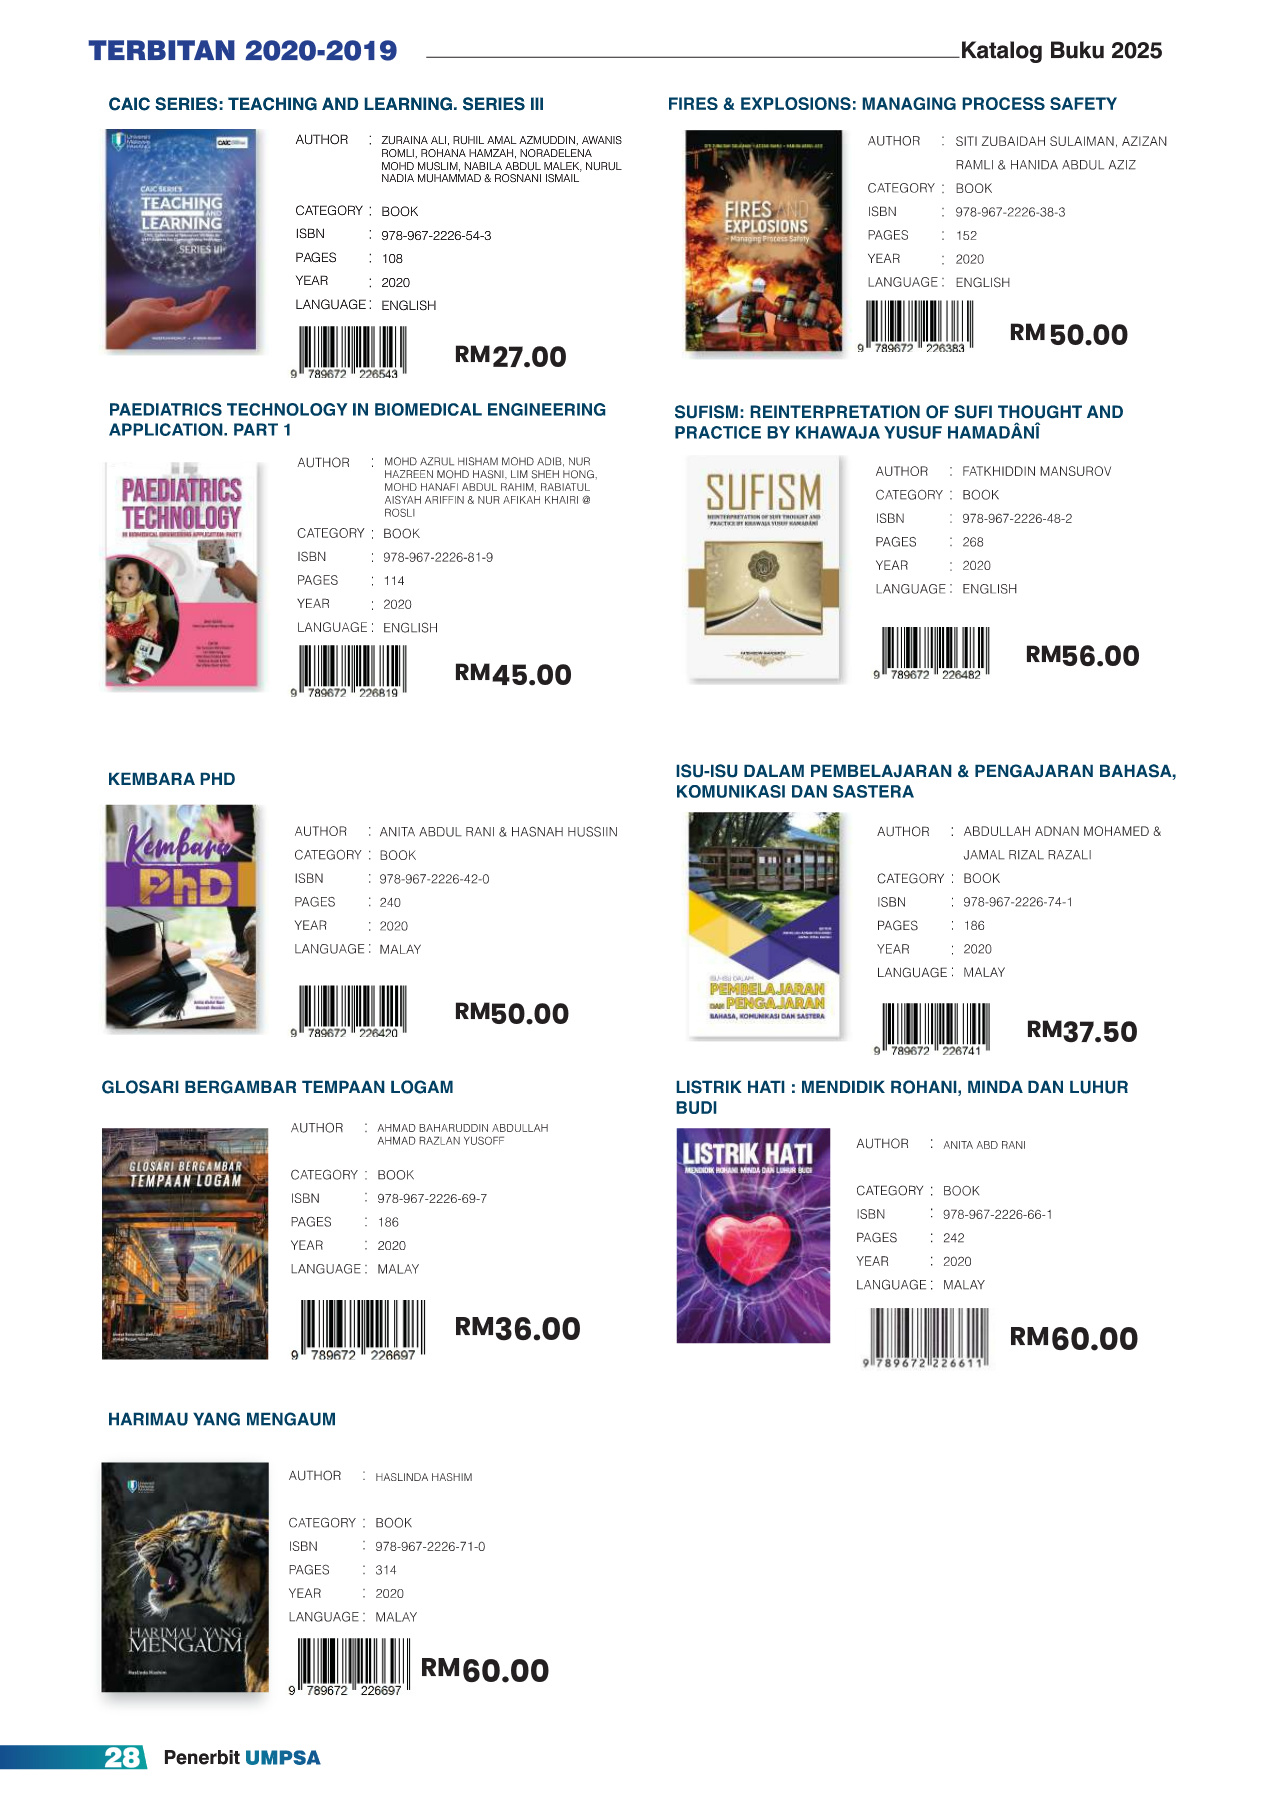 TERBITAN 2020-2019
Katalog Buku 2025
CAIC SERIES: TEACHING AND LEARNING. SERIES III
CAIC SERIES
TEACHING
AND
LEARNING
SERIES III
AUTHOR : ZURAINA ALI, RUHIL AMAL AZMUDDIN, AWANIS
ROMLI, ROHANA HAMZAH, NORADELENA
MOHD MUSLIM, NABILA ABDUL MALEK, NURUL
NADIA MUHAMMAD & ROSNANI ISMAIL
CATEGORY : BOOK
ISBN : 978-967-2226-54-3
PAGES : 108
YEAR : 2020
LANGUAGE : ENGLISH
9 789672 226543
RM27.00
FIRES & EXPLOSIONS: MANAGING PROCESS SAFETY
FIRES AND
EXPLOSIONS
- Managing Process Safety
AUTHOR : SITI ZUBAIDAH SULAIMAN, AZIZAN
RAMLI & HANIDA ABDUL AZIZ
CATEGORY : BOOK
ISBN : 978-967-2226-38-3
PAGES : 152
YEAR : 2020
LANGUAGE : ENGLISH
9 789672 226383
RM50.00
PAEDIATRICS TECHNOLOGY IN BIOMEDICAL ENGINEERING
APPLICATION. PART 1
PAEDIATRICS
TECHNOLOGY
IN BIOMEDICAL ENGINEERING APPLICATION: PART 1
AUTHOR : MOHD AZRUL HISHAM MOHD ADIB, NUR
HAZREEN MOHD HASNI, LIM SHEH HONG,
MOHD HANAFI ABDUL RAHIM, RABIATUL
AISYAH ARIFFIN & NUR AFIKAH KHAIRI @
ROSLI
CATEGORY : BOOK
ISBN : 978-967-2226-81-9
PAGES : 114
YEAR : 2020
LANGUAGE : ENGLISH
9 789672 226819
RM45.00
SUFISM: REINTERPRETATION OF SUFI THOUGHT AND
PRACTICE BY KHAWAJA YUSUF HAMADÂNÎ
SUFISM
REINTERPRETATION OF SUFI THOUGHT AND
PRACTICE BY KHAWAJA YUSUF HAMADÂNÎ
AUTHOR : FATKHIDDIN MANSUROV
CATEGORY : BOOK
ISBN : 978-967-2226-48-2
PAGES : 268
YEAR : 2020
LANGUAGE : ENGLISH
9 789672 226482
RM56.00
KEMBARA PHD
Kembara
PhD
AUTHOR : ANITA ABDUL RANI & HASNAH HUSSIIN
CATEGORY : BOOK
ISBN : 978-967-2226-42-0
PAGES : 240
YEAR : 2020
LANGUAGE : MALAY
9 789672 226420
RM50.00
ISU-ISU DALAM PEMBELAJARAN & PENGAJARAN BAHASA,
KOMUNIKASI DAN SASTERA
ISU-ISU DALAM
PEMBELAJARAN
DAN PENGAJARAN
BAHASA, KOMUNIKASI DAN SASTERA
AUTHOR : ABDULLAH ADNAN MOHAMED &
JAMAL RIZAL RAZALI
CATEGORY : BOOK
ISBN : 978-967-2226-74-1
PAGES : 186
YEAR : 2020
LANGUAGE : MALAY
9 789672 226741
RM37.50
GLOSARI BERGAMBAR TEMPAAN LOGAM
GLOSARI BERGAMBAR
TEMPAAN LOGAM
AUTHOR : AHMAD BAHARUDDIN ABDULLAH
AHMAD RAZLAN YUSOFF
CATEGORY : BOOK
ISBN : 978-967-2226-69-7
PAGES : 186
YEAR : 2020
LANGUAGE : MALAY
9 789672 226697
RM36.00
LISTRIK HATI : MENDIDIK ROHANI, MINDA DAN LUHUR
BUDI
LISTRIK HATI
MENDIDIK ROHANI MINDA DAN LUHUR BUDI
AUTHOR : ANITA ABD RANI
CATEGORY : BOOK
ISBN : 978-967-2226-66-1
PAGES : 242
YEAR : 2020
LANGUAGE : MALAY
9 789672 226611
RM60.00
HARIMAU YANG MENGAUM
HARIMAU YANG
MENGAUM
Haslinda Hashim
AUTHOR : HASLINDA HASHIM
CATEGORY : BOOK
ISBN : 978-967-2226-71-0
PAGES : 314
YEAR : 2020
LANGUAGE : MALAY
9 789672 226697
RM60.00
28 Penerbit UMPSA